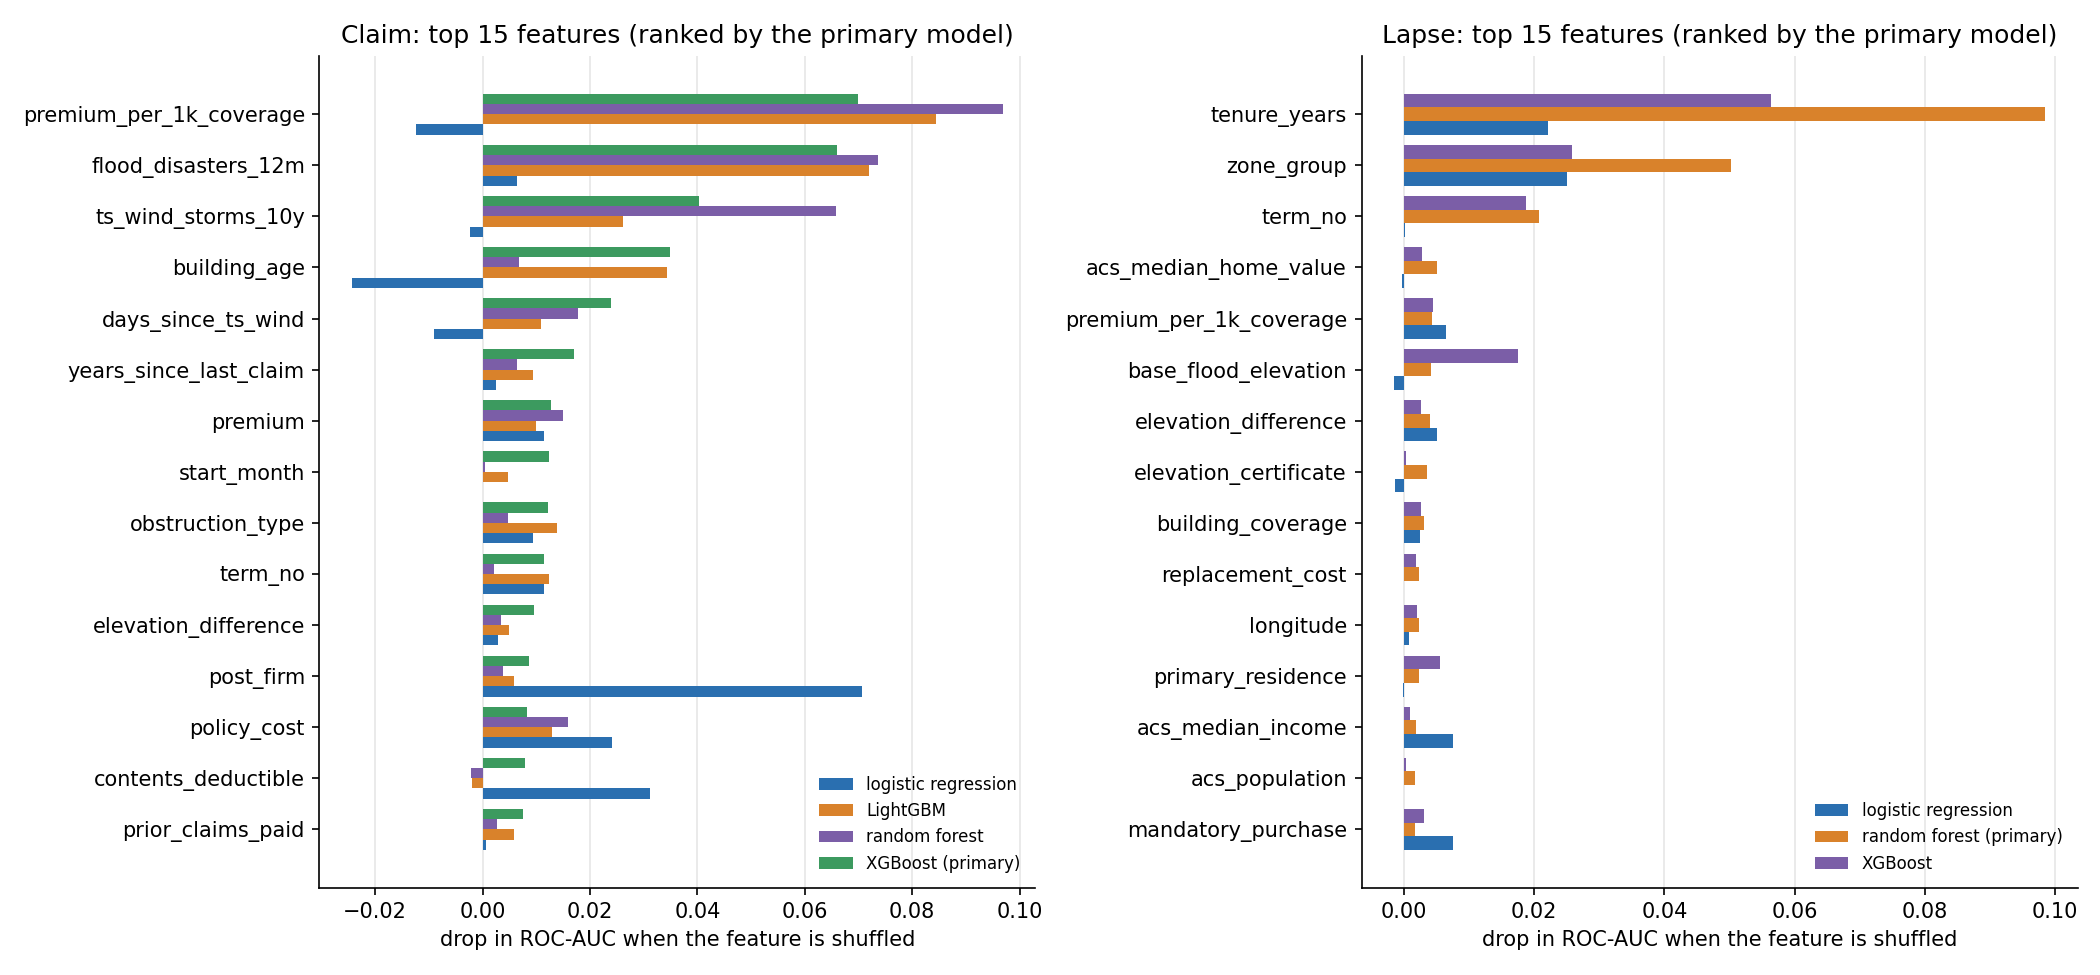 Claim: top 15 features (ranked by the primary model)
premium_per_1k_coverage
flood_disasters_12m
ts_wind_storms_10y
building_age
days_since_ts_wind
years_since_last_claim
premium
start_month
obstruction_type
term_no
elevation_difference
post_firm
policy_cost
contents_deductible
prior_claims_paid
logistic regression
LightGBM
random forest
XGBoost (primary)
−0.02 0.00 0.02 0.04 0.06 0.08 0.10
drop in ROC-AUC when the feature is shuffled
Lapse: top 15 features (ranked by the primary model)
tenure_years
zone_group
term_no
acs_median_home_value
premium_per_1k_coverage
base_flood_elevation
elevation_difference
elevation_certificate
building_coverage
replacement_cost
longitude
primary_residence
acs_median_income
acs_population
mandatory_purchase
logistic regression
random forest (primary)
XGBoost
0.00 0.02 0.04 0.06 0.08 0.10
drop in ROC-AUC when the feature is shuffled